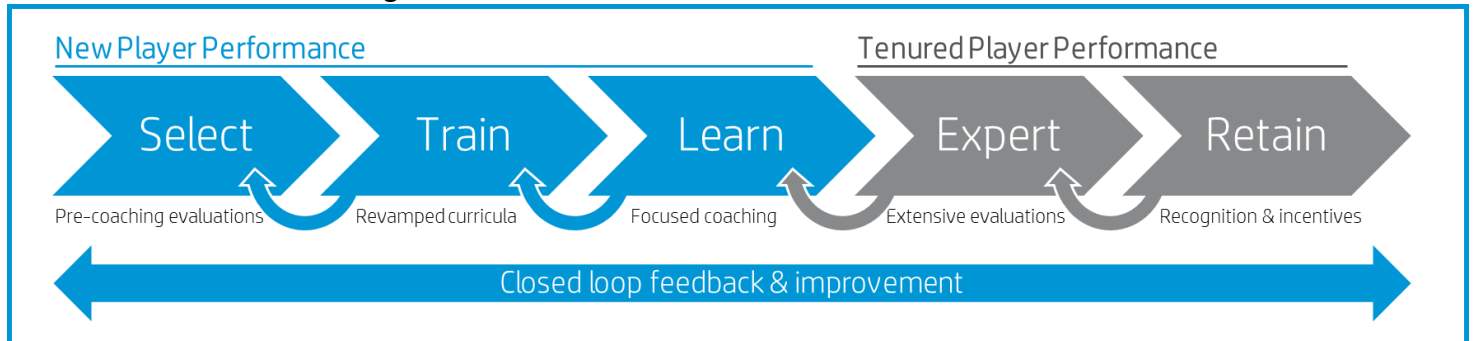 New Player Performance
Tenured Player Performance
Select
Train
Learn
Expert
Retain
Pre-coaching evaluations
Revamped curricula
Focused coaching
Extensive evaluations
Recognition & incentives
Closed loop feedback & improvement